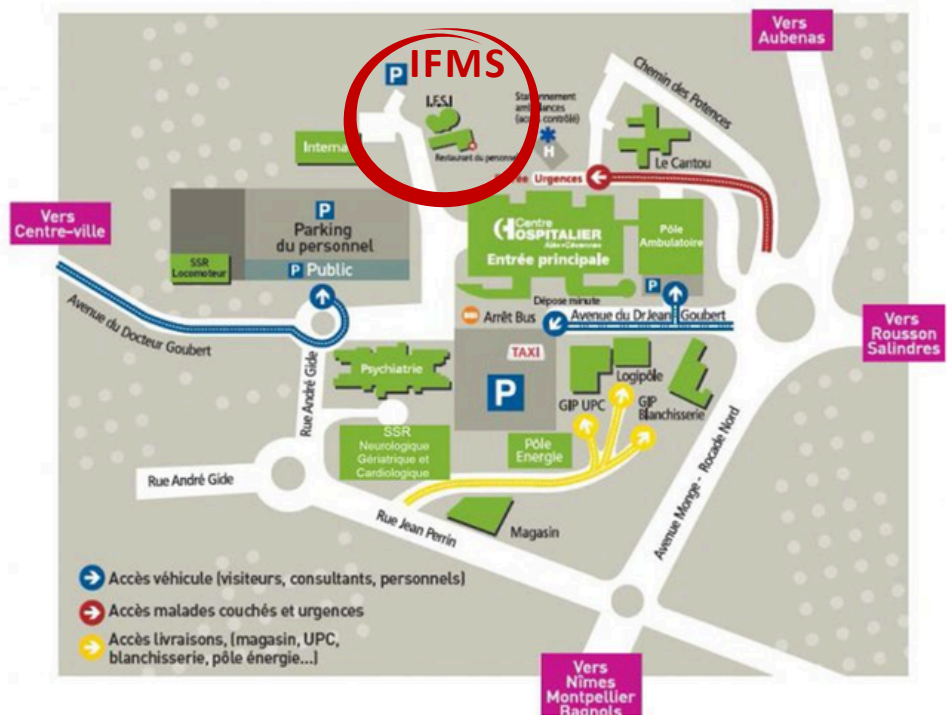 Vers
Aubenas
IFMS
P
I.F.S.I
Stationnement
ambulances
(accès contrôlé)
Chemin des Potences
H
Interna
Restaurant du personnel
Le Cantou
Urgences
Vers
Centre-ville
P
Parking
du personnel
P Public
SSR
Locomoteur
Centre
HOSPITALIER
Alès-Cévennes
Entrée principale
Pôle
Ambulatoire
P
Dépose minute
Arrêt Bus
Avenue du Dr Jean Goubert
Vers
Rousson
Salindres
Avenue du Docteur Goubert
TAXI
Rue André Gide
Psychiatrie
P
Logipôle
GIP UPC
GIP
Blanchisserie
SSR
Neurologique
Gériatrique et
Cardiologique
Pôle
Energie
Avenue Monge - Rocade Nord
Rue André Gide
Rue Jean Perrin
Magasin
Accès véhicule (visiteurs, consultants, personnels)
Accès malades couchés et urgences
Accès livraisons, (magasin, UPC,
blanchisserie, pôle énergie...)
Vers
Nîmes
Montpellier
Bagnols